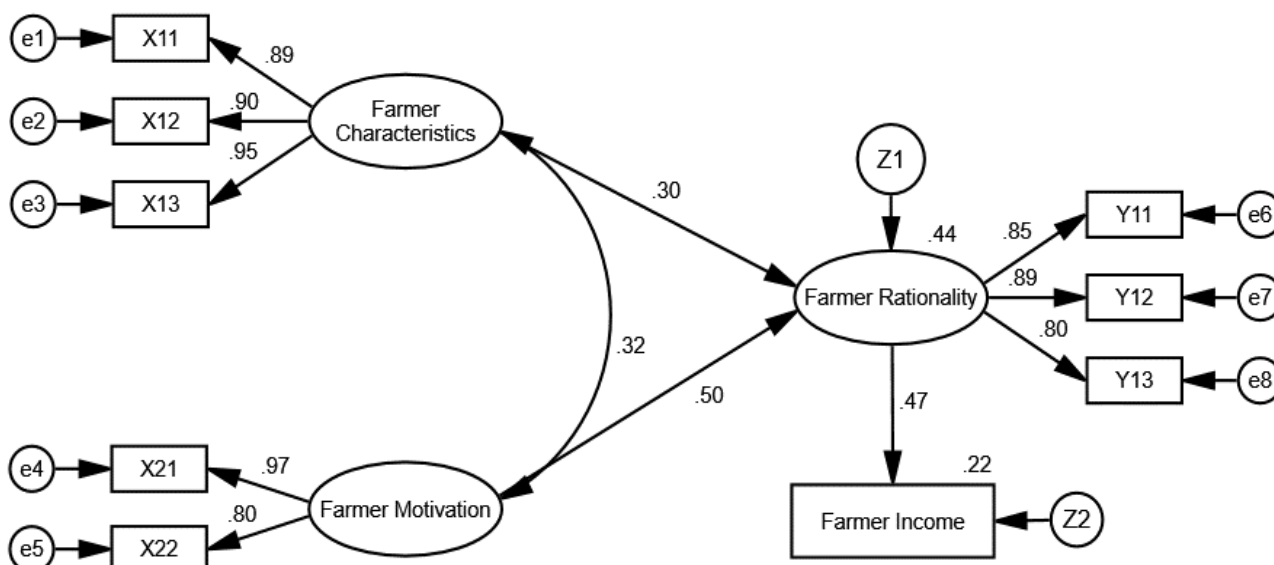 e1
X11
.89
e2
X12
.90
Farmer
Characteristics
e3
X13
.95
Z1
.30
.44
.85
Y11
e6
Farmer Rationality
.89
Y12
e7
.80
Y13
e8
.32
.50
.47
e4
X21
.97
Farmer Motivation
.22
Farmer Income
Z2
e5
X22
.80